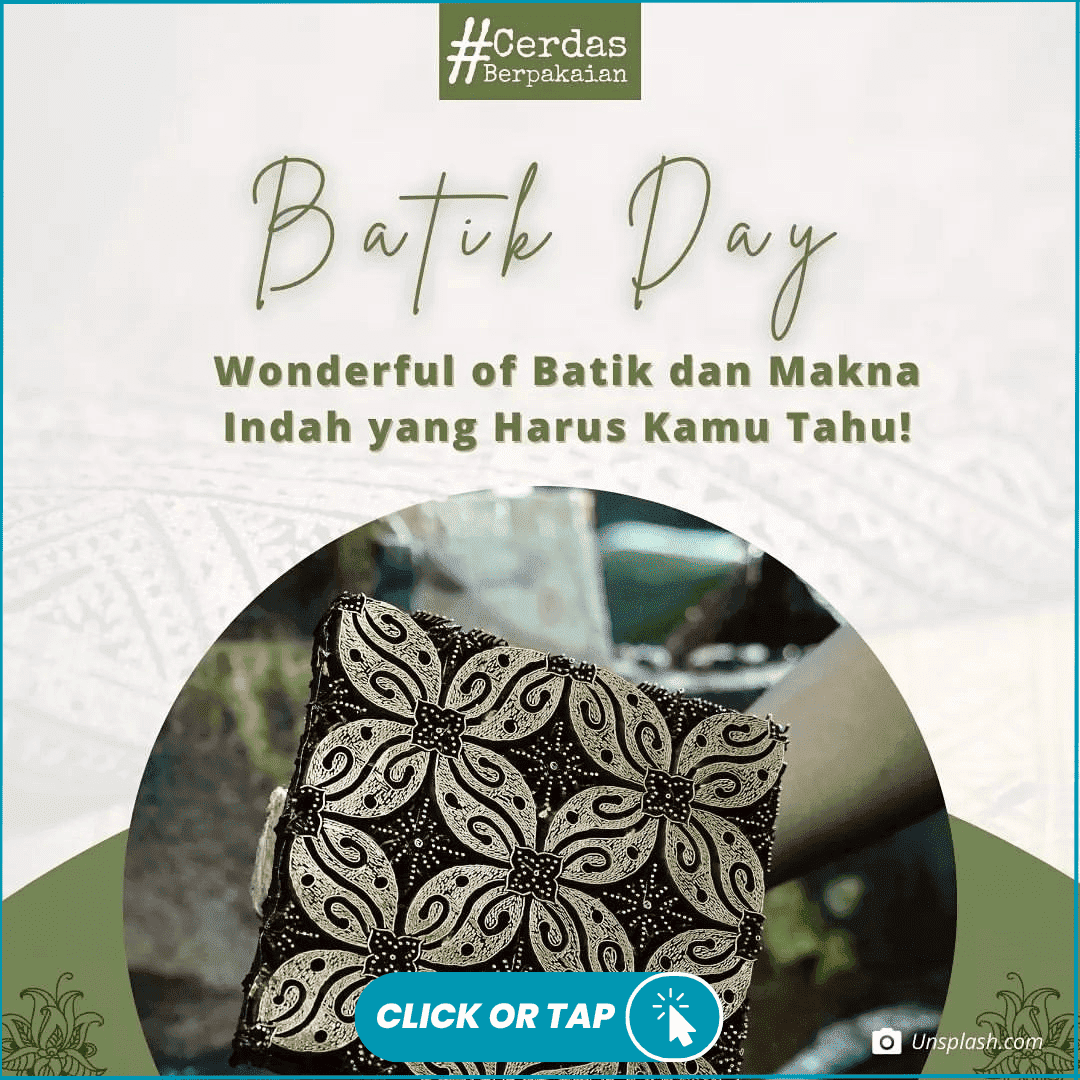 #Cerdas
Berpakaian
Batik Day
Wonderful of Batik dan Makna
Indah yang Harus Kamu Tahu!
CLICK OR TAP
Unsplash.com